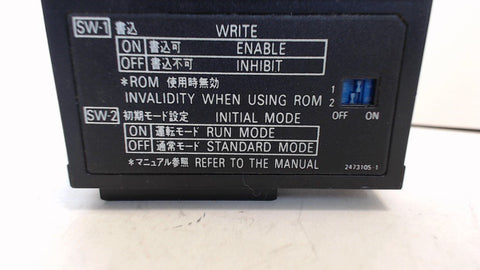 SW-1 書込 WRITE
ON 書込可 ENABLE
OFF 書込不可 INHIBIT
*ROM 使用時無効
INVALIDITY WHEN USING ROM
1
2
OFF ON
SW-2 初期モード設定 INITIAL MODE
ON 運転モード RUN MODE
OFF 通常モード STANDARD MODE
*マニュアル参照 REFER TO THE MANUAL
2473105-1